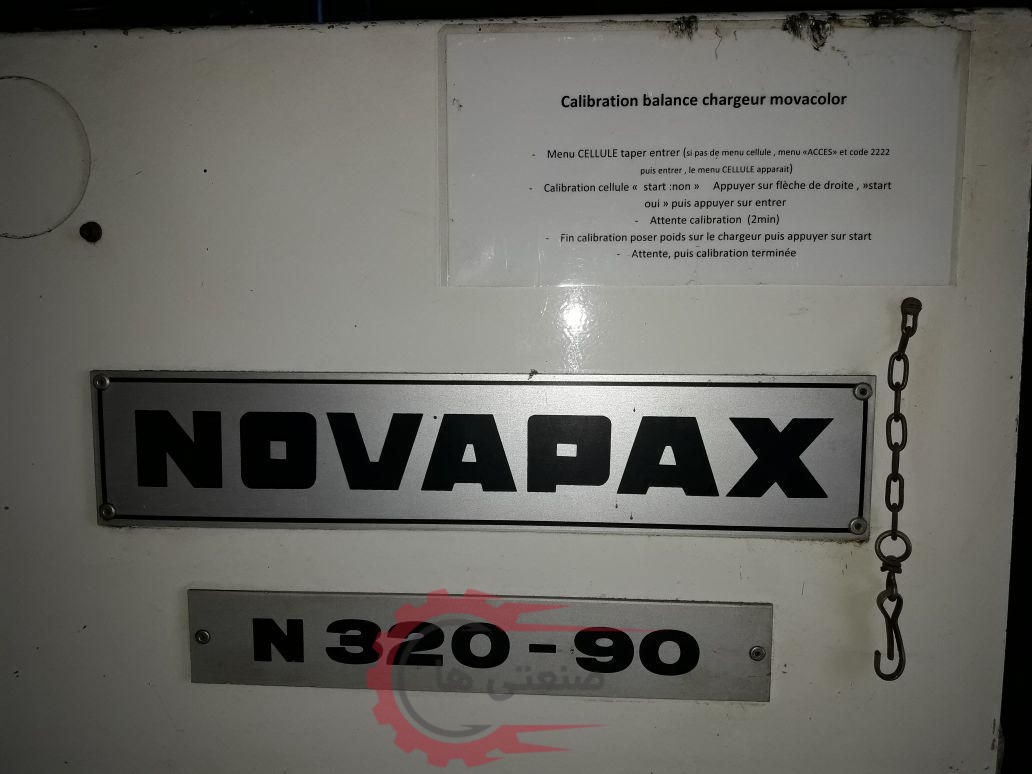 Calibration balance chargeur movacolor
- Menu CELLULE taper entrer (si pas de menu cellule , menu «ACCES» et code 2222
puis entrer , le menu CELLULE apparait)
- Calibration cellule « start :non » Appuyer sur flèche de droite , »start
oui » puis appuyer sur entrer
- Attente calibration (2min)
- Fin calibration poser poids sur le chargeur puis appuyer sur start
- Attente, puis calibration terminée
NOVAPAX
N 320-90
صنعتی ها